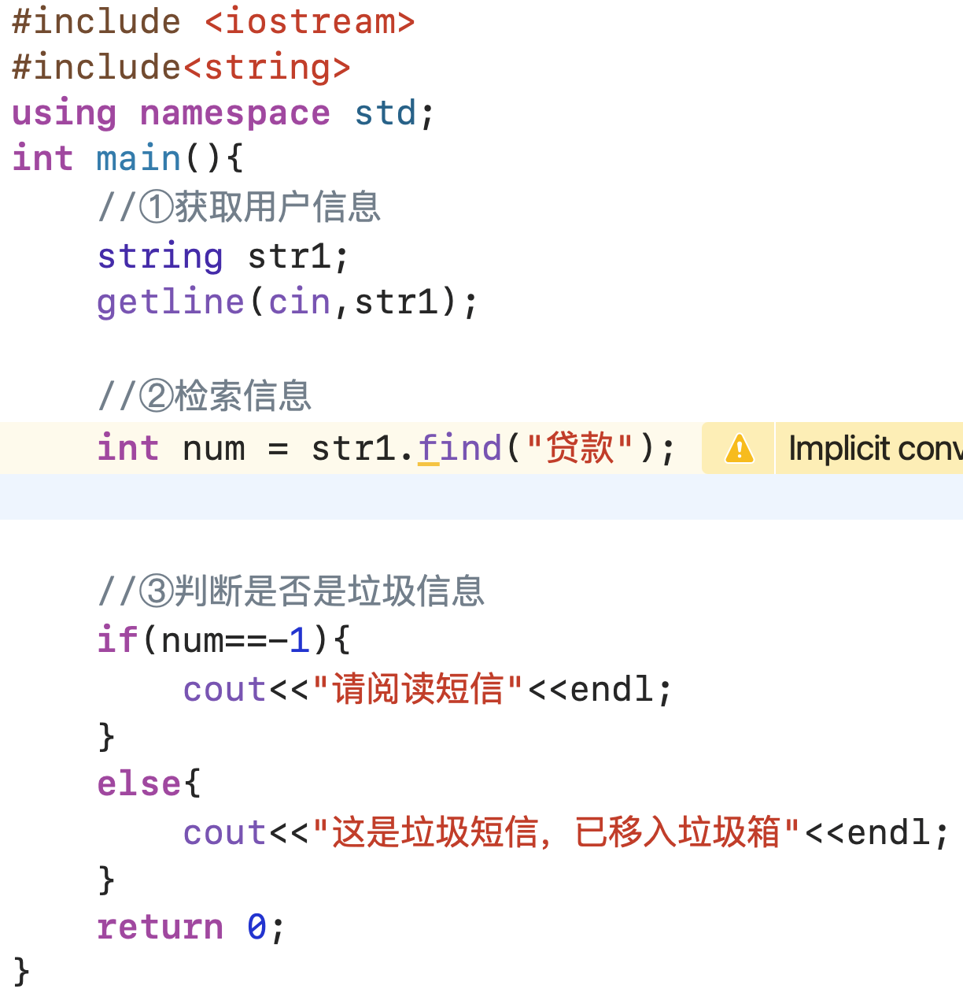 #include <iostream>
#include<string>
using namespace std;
int main(){
    //①获取用户信息
    string str1;
    getline(cin,str1);

    //②检索信息
    int num = str1.find("贷款"); Implicit conv

    //③判断是否是垃圾信息
    if(num==-1){
        cout<<"请阅读短信"<<endl;
    }
    else{
        cout<<"这是垃圾短信，已移入垃圾箱"<<endl;
    }
    return 0;
}